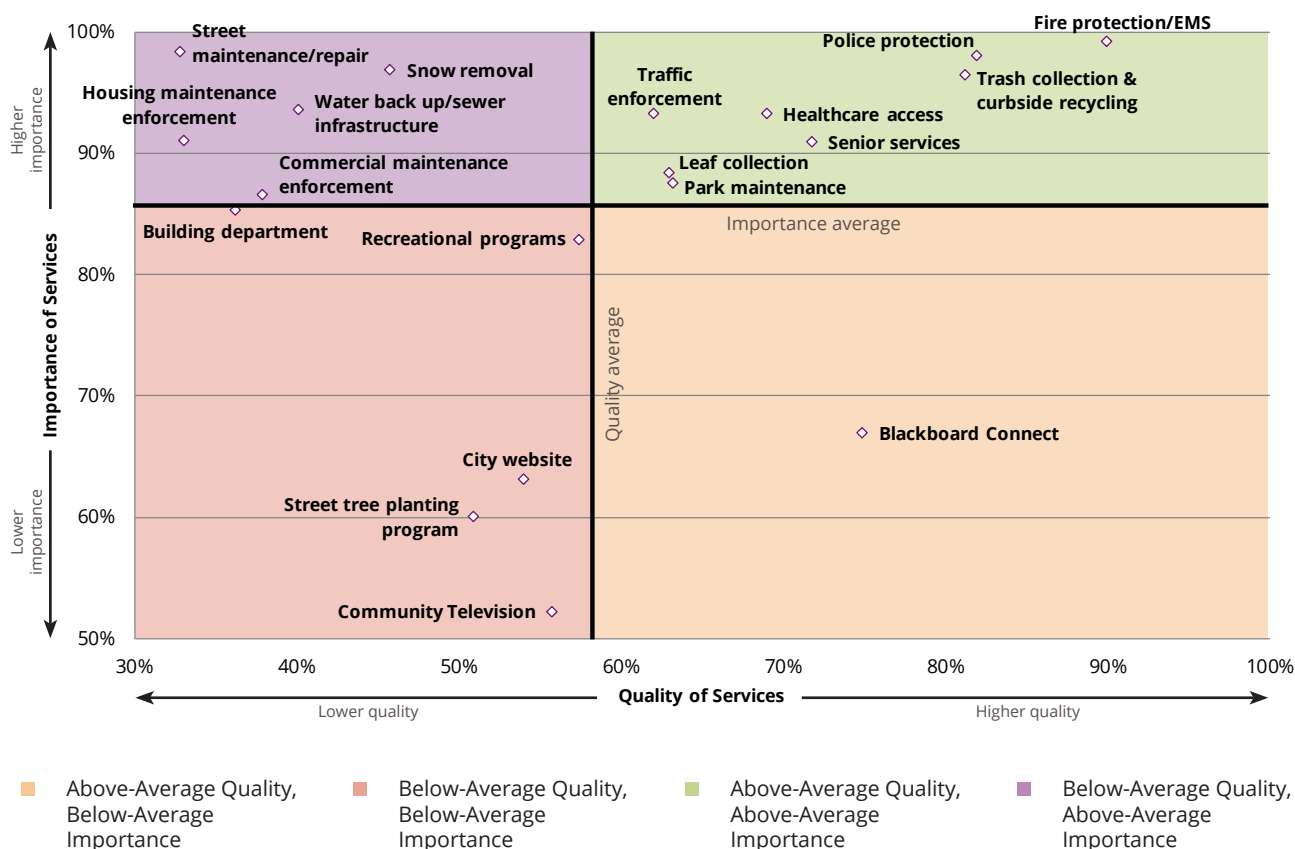 Fire protection/EMS
100%
Street
maintenance/repair
Police protection
Snow removal
Traffic
enforcement
Trash collection &
curbside recycling
Housing maintenance
enforcement
Water back up/sewer
infrastructure
Healthcare access
Senior services
Higher
importance
90%
Commercial maintenance
enforcement
Leaf collection
Park maintenance
Building department
Recreational programs
Importance average
80%
Importance of Services
Quality average
70%
Blackboard Connect
City website
Street tree planting
program
60%
Lower
importance
Community Television
50%
30%
40%
50%
60%
70%
80%
90%
100%
Quality of Services
Lower quality
Higher quality
Above-Average Quality,
Below-Average
Importance
Below-Average Quality,
Below-Average
Importance
Above-Average Quality,
Above-Average
Importance
Below-Average Quality,
Above-Average
Importance